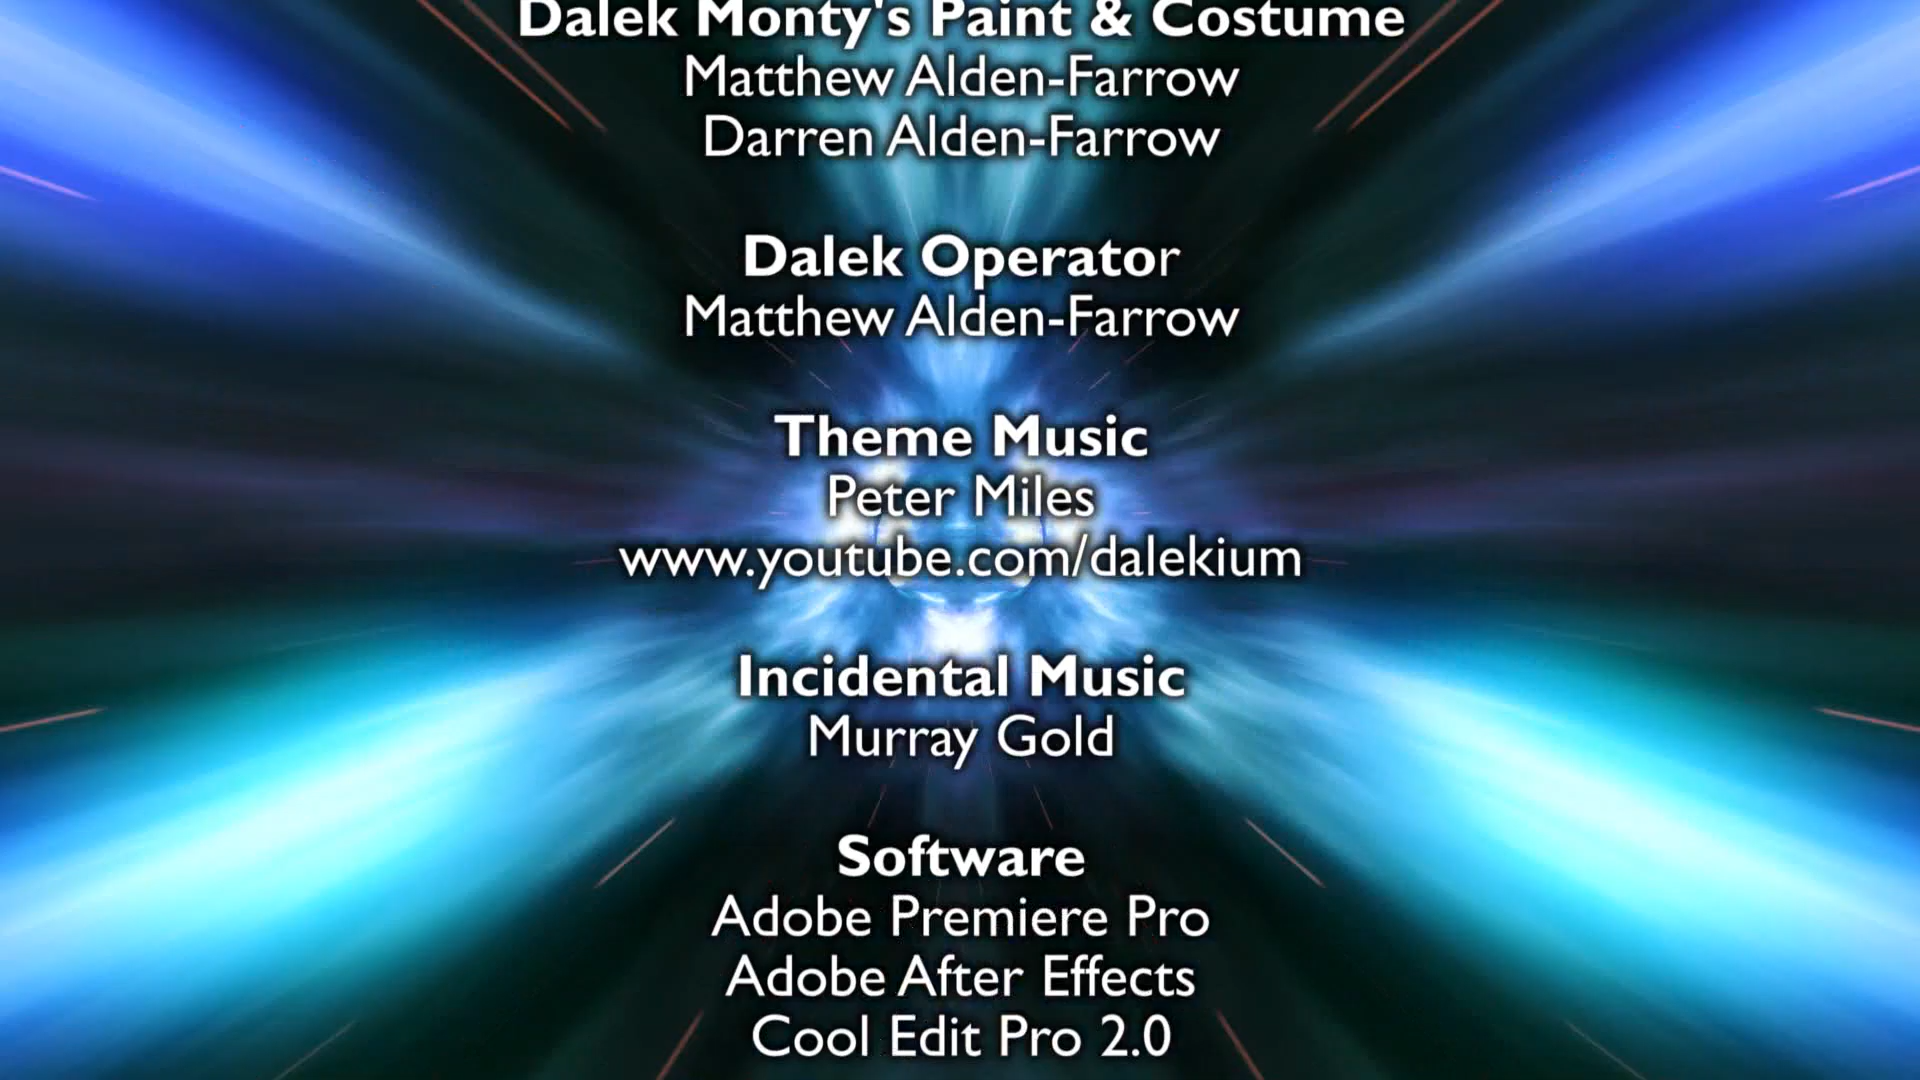 Dalek Monty's Paint & Costume
Matthew Alden-Farrow
Darren Alden-Farrow
Dalek Operator
Matthew Alden-Farrow
Theme Music
Peter Miles
www.youtube.com/dalekium
Incidental Music
Murray Gold
Software
Adobe Premiere Pro
Adobe After Effects
Cool Edit Pro 2.0